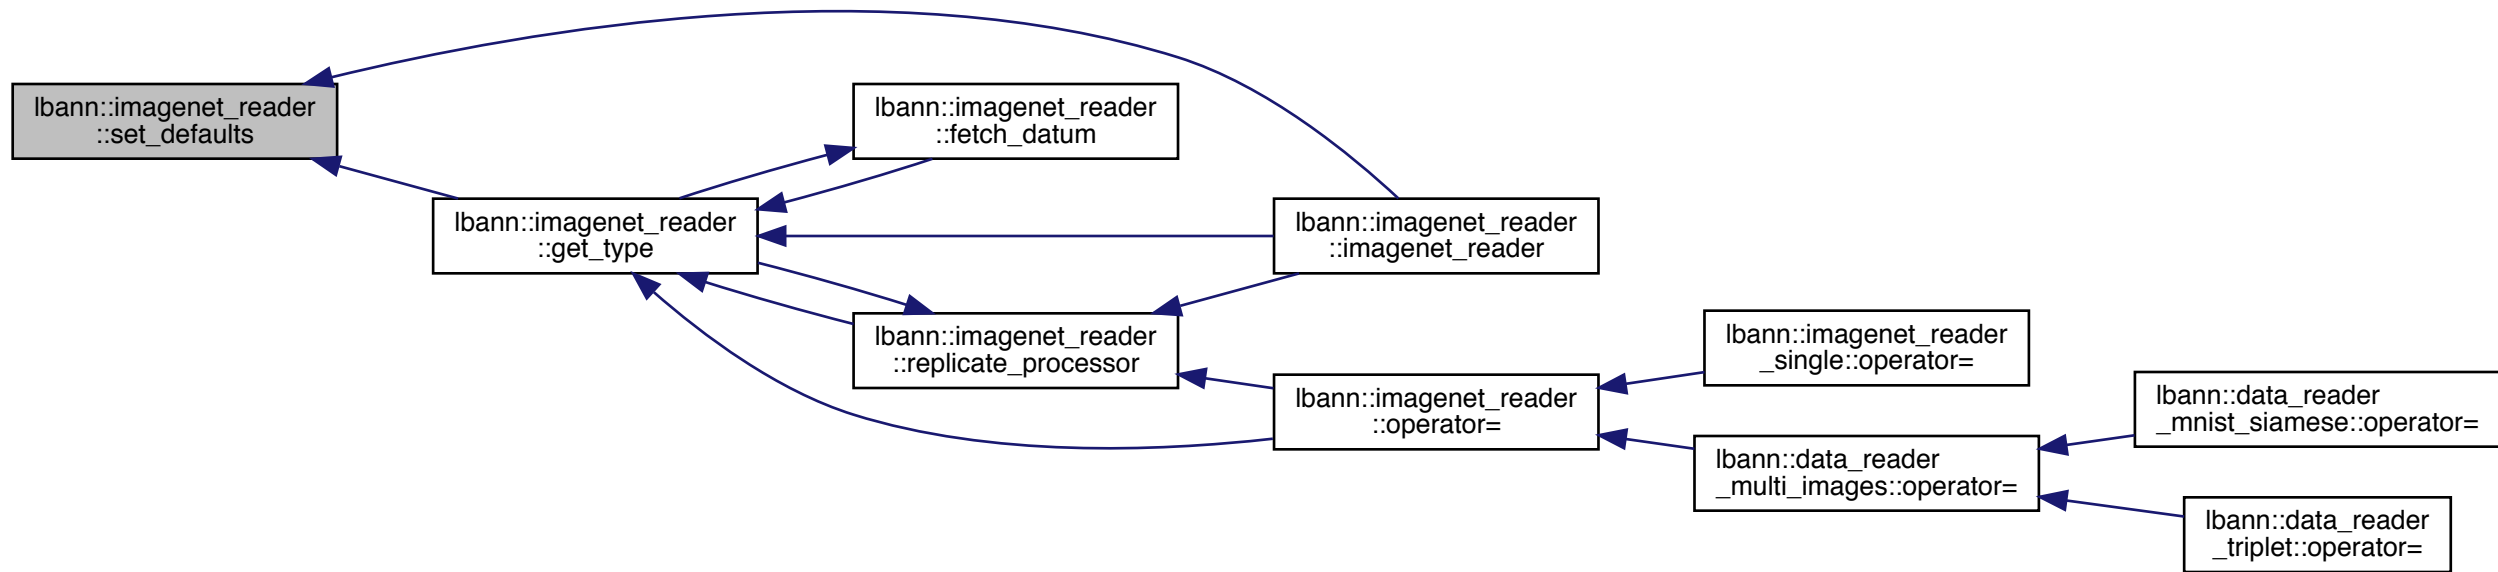 lbann::imagenet_reader
::set_defaults
lbann::imagenet_reader
::get_type
lbann::imagenet_reader
::fetch_datum
lbann::imagenet_reader
::replicate_processor
lbann::imagenet_reader
::imagenet_reader
lbann::imagenet_reader
::operator=
lbann::imagenet_reader
_single::operator=
lbann::data_reader
_multi_images::operator=
lbann::data_reader
_mnist_siamese::operator=
lbann::data_reader
_triplet::operator=